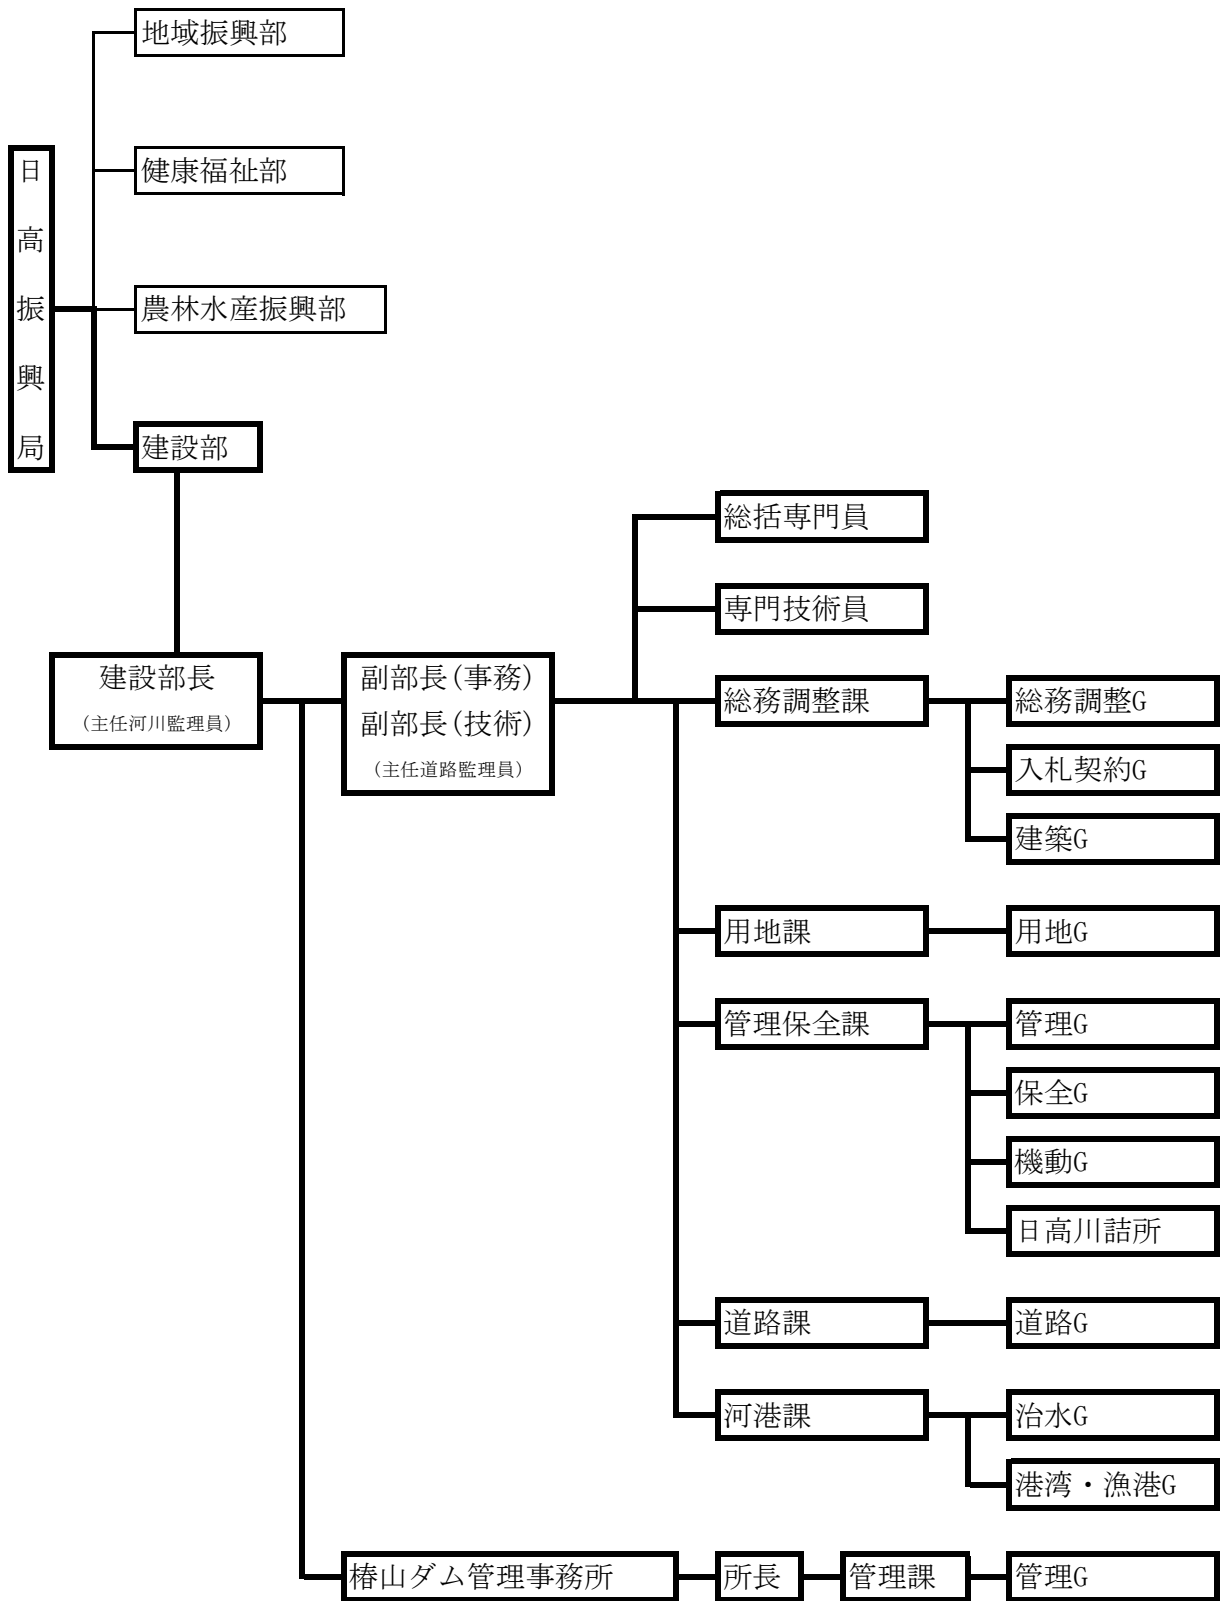 地域振興部
健康福祉部
日高振興局
農林水産振興部
建設部
総括専門員
専門技術員
建設部長
(主任河川監理員)
副部長(事務)
副部長(技術)
(主任道路監理員)
総務調整課
総務調整G
入札契約G
建築G
用地課
用地G
管理保全課
管理G
保全G
機動G
日高川詰所
道路課
道路G
河港課
治水G
港湾・漁港G
椿山ダム管理事務所
所長
管理課
管理G